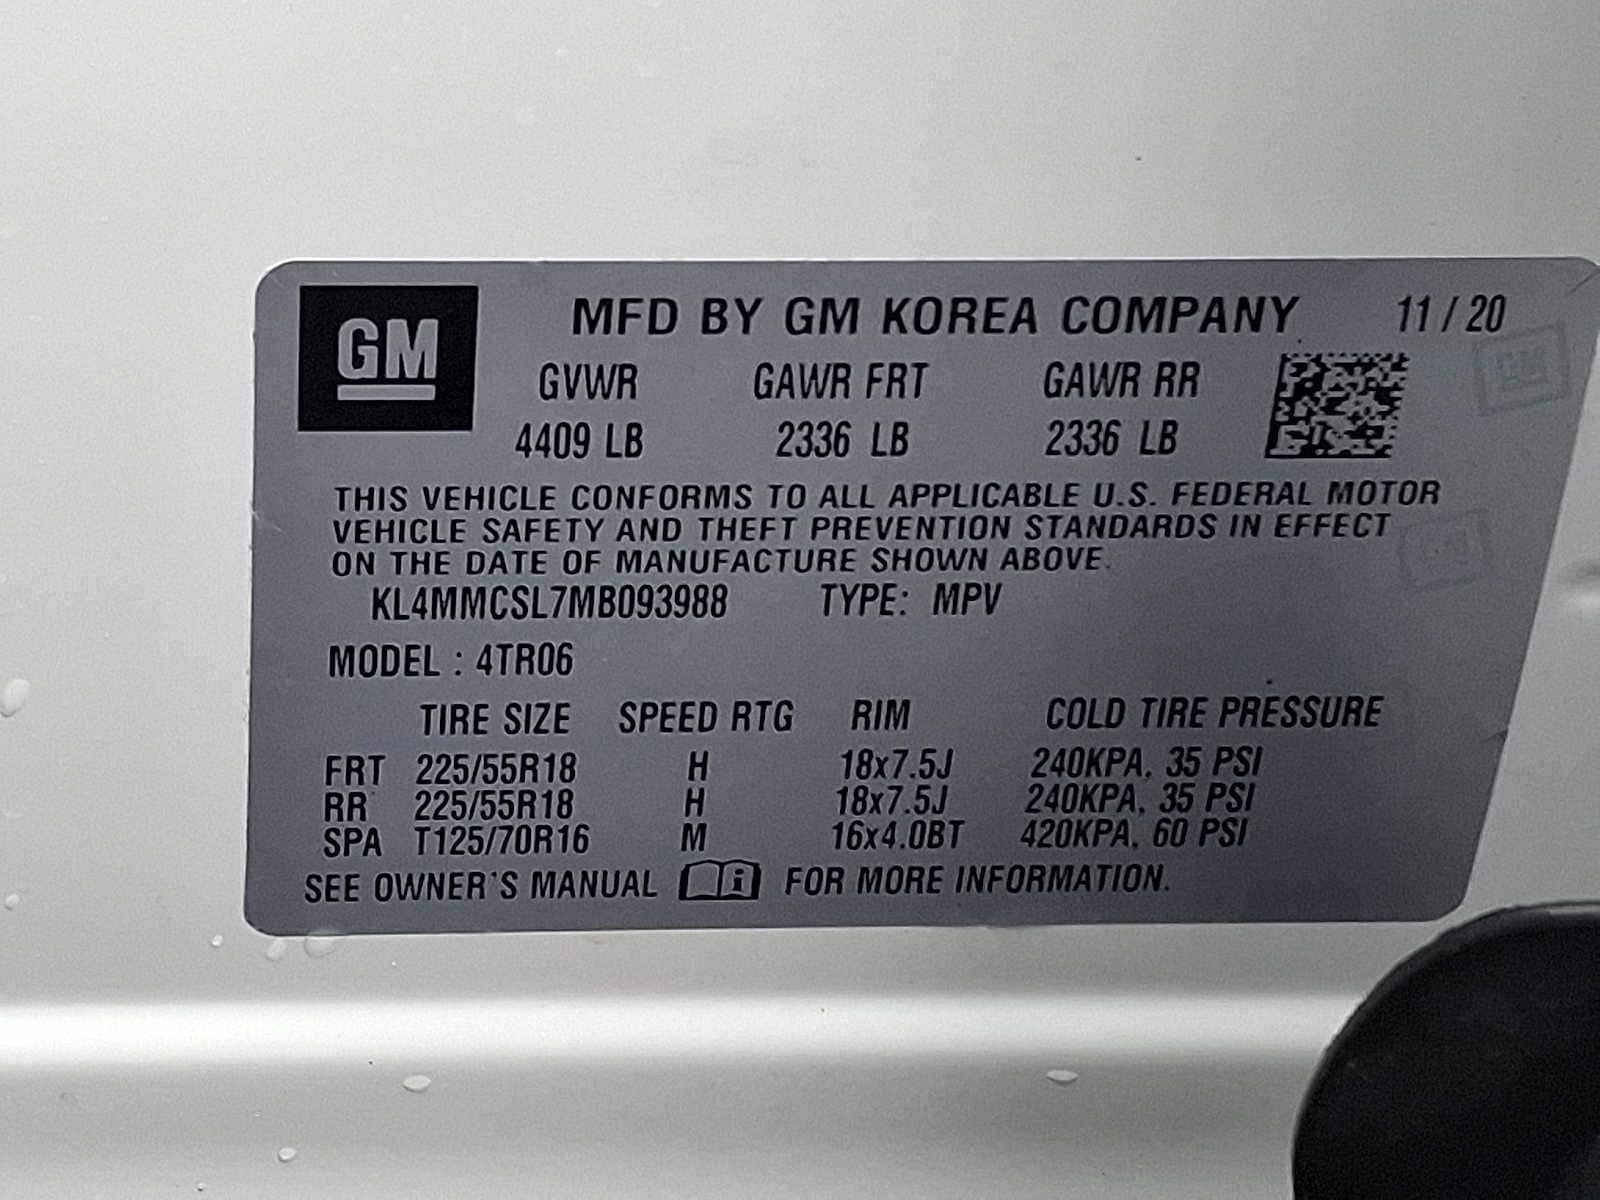 GM MFD BY GM KOREA COMPANY 11/20
GVWR GAWR FRT GAWR RR
4409 LB 2336 LB 2336 LB
THIS VEHICLE CONFORMS TO ALL APPLICABLE U.S. FEDERAL MOTOR
VEHICLE SAFETY AND THEFT PREVENTION STANDARDS IN EFFECT
ON THE DATE OF MANUFACTURE SHOWN ABOVE.
KL4MMCSL7MB093988 TYPE: MPV
MODEL : 4TR06
TIRE SIZE SPEED RTG RIM COLD TIRE PRESSURE
FRT 225/55R18 H 18x7.5J 240KPA, 35 PSI
RR 225/55R18 H 18x7.5J 240KPA, 35 PSI
SPA T125/70R16 M 16x4.0BT 420KPA, 60 PSI
SEE OWNER'S MANUAL i FOR MORE INFORMATION.
GM
GM